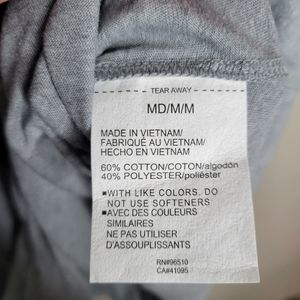 TEAR AWAY
MD/M/M
MADE IN VIETNAM/
FABRIQUÉ AU VIETNAM/
HECHO EN VIETNAM
60% COTTON/COTON/algodón
40% POLYESTER/poliéster
■WITH LIKE COLORS. DO
NOT USE SOFTENERS
■AVEC DES COULEURS
SIMILAIRES
NE PAS UTILISER
D'ASSOUPLISSANTS
RN#96510
CA#41095